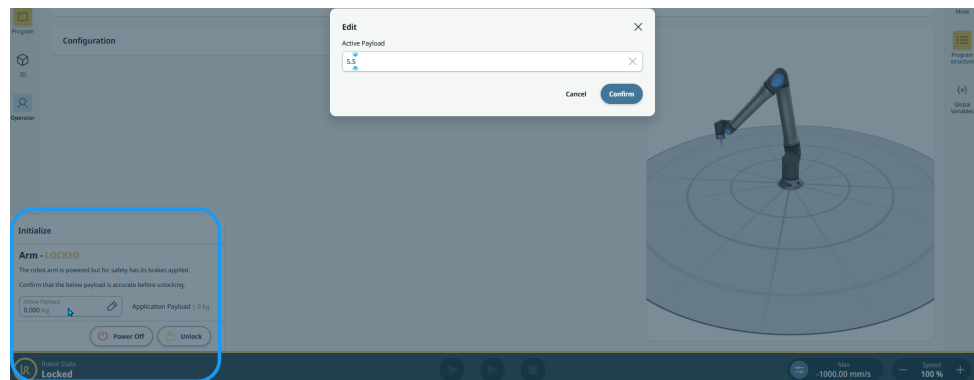 Program
3D
Operator
Configuration
Edit
Active Payload
5.5
Cancel
Confirm
Move
Program
structure
{x}
Global
Variables
Initialize
Arm - LOCKED
The robot arm is powered but for safety has its brakes applied.
Confirm that the below payload is accurate before unlocking.
Active Payload
0.000 kg
Application Payload | 0 kg
Power Off
Unlock
UR
Robot State
Locked
Max
-1000.00 mm/s
Speed
100 %